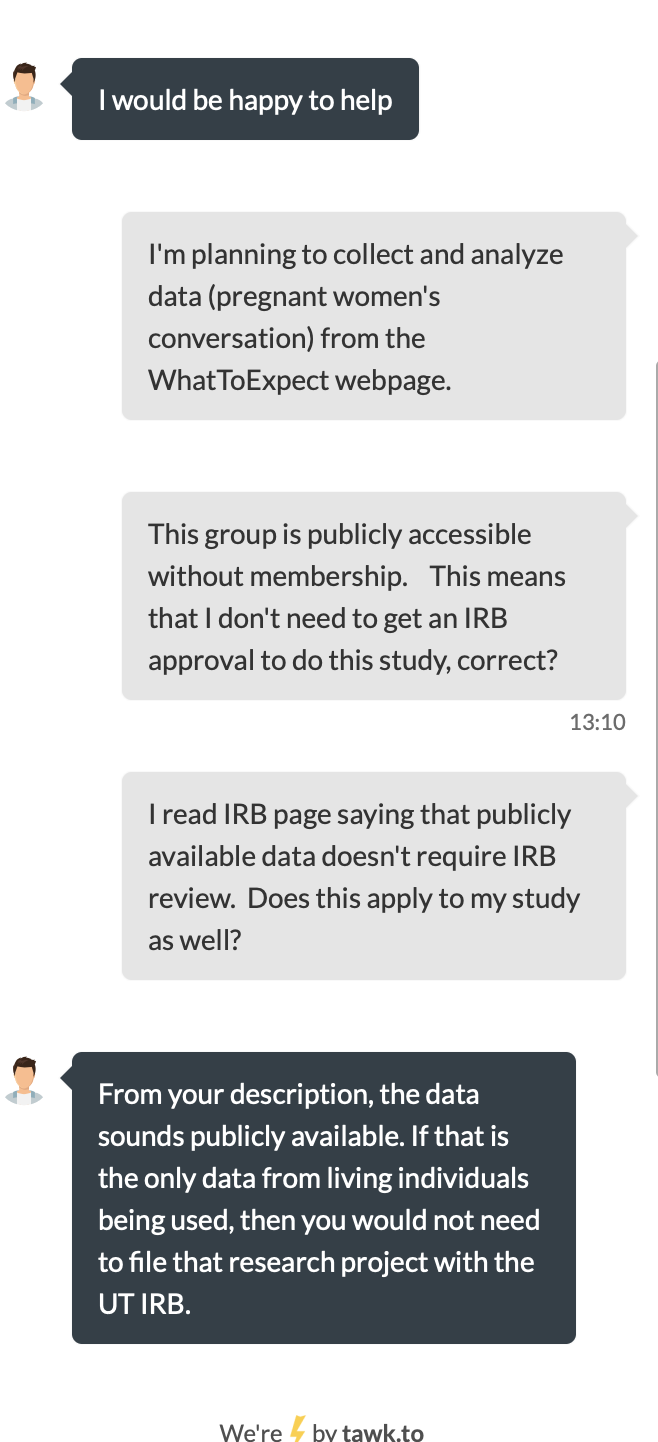 I would be happy to help
I'm planning to collect and analyze
data (pregnant women's
conversation) from the
WhatToExpect webpage.
This group is publicly accessible
without membership.   This means
that I don't need to get an IRB
approval to do this study, correct?
13:10
I read IRB page saying that publicly
available data doesn't require IRB
review.  Does this apply to my study
as well?
From your description, the data
sounds publicly available. If that is
the only data from living individuals
being used, then you would not need
to file that research project with the
UT IRB.
We're ⚡ by tawk.to